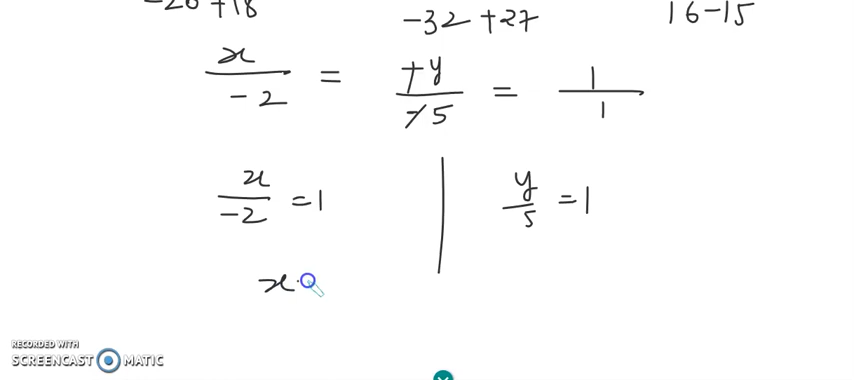 -20 +18 -32 +27 16-15
x/-2 = +y/-5 = 1/1
x/-2 = 1 | y/5 = 1
x
RECORDED WITH
SCREENCAST MATIC